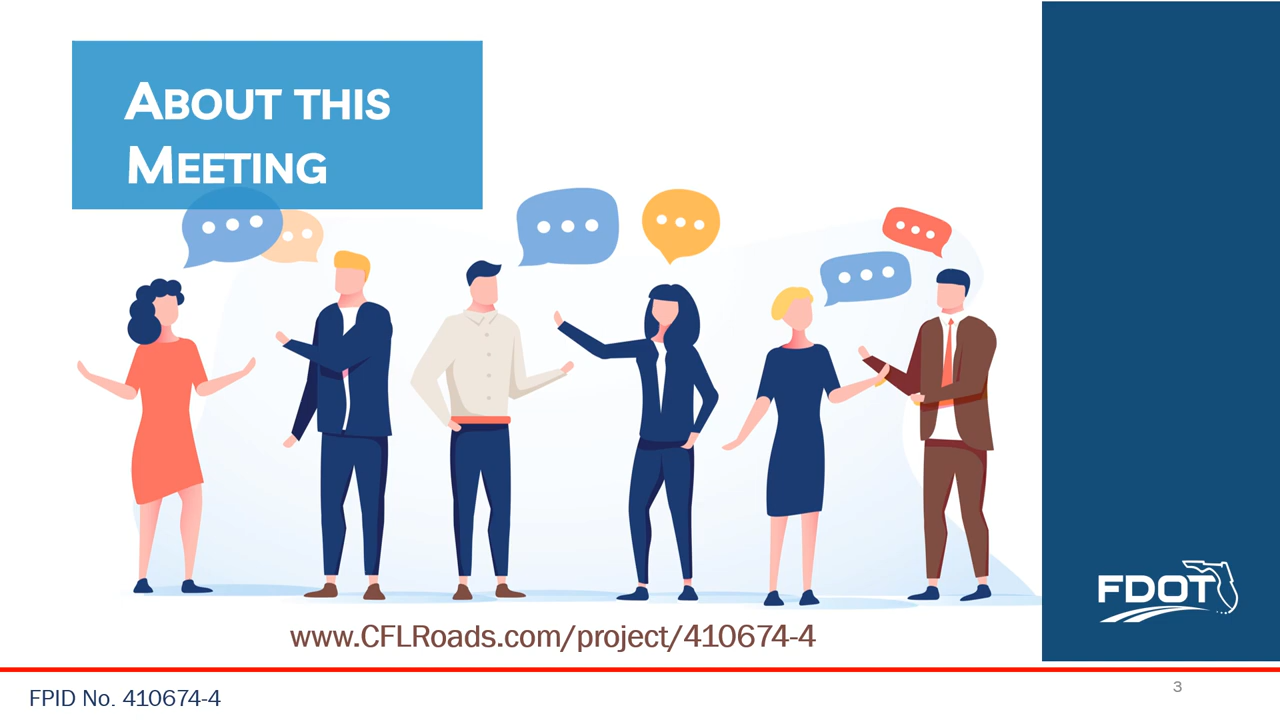 ABOUT THIS
MEETING
FDOT
www.CFLRoads.com/project/410674-4
FPID No. 410674-4
3